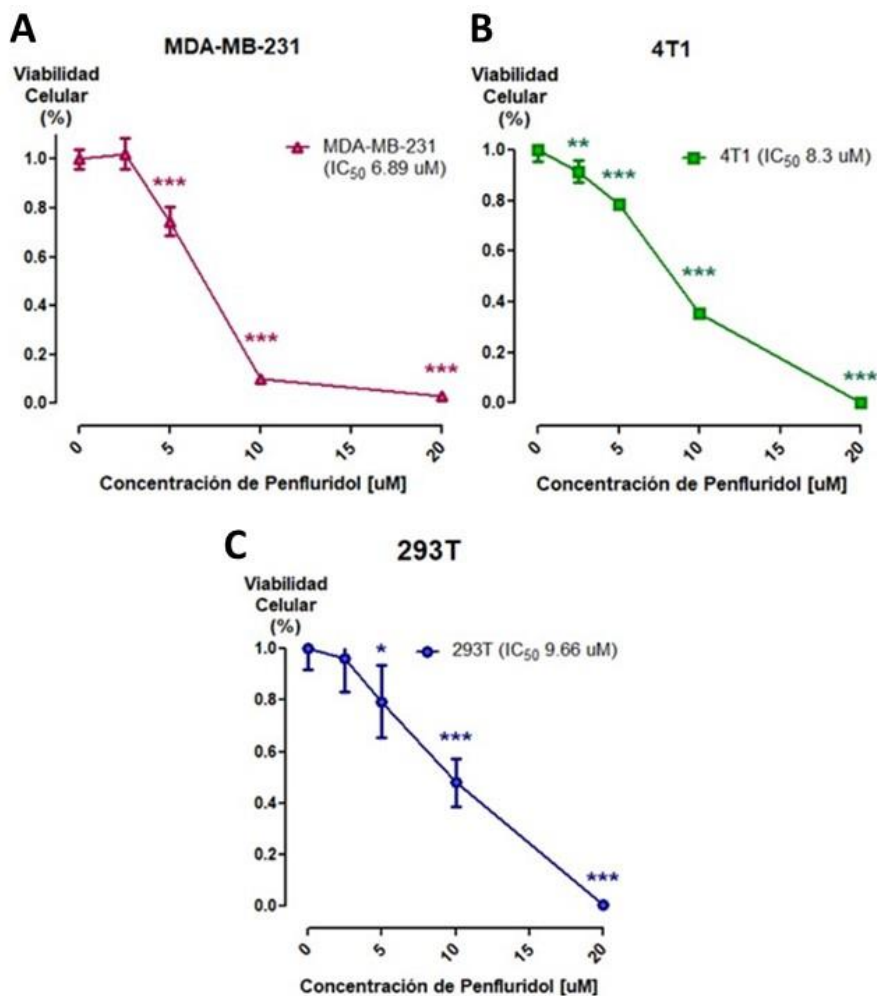 A
MDA-MB-231
Viabilidad
Celular
(%)
1.0
0.8
0.6
0.4
0.2
0.0
***
***
***
MDA-MB-231
(IC50 6.89 uM)
0
5
10
15
20
Concentración de Penfluridol [uM]
B
4T1
Viabilidad
Celular
(%)
1.0
0.8
0.6
0.4
0.2
0.0
**
***
***
***
4T1 (IC50 8.3 uM)
0
5
10
15
20
Concentración de Penfluridol [uM]
C
293T
Viabilidad
Celular
(%)
1.0
0.8
0.6
0.4
0.2
0.0
*
***
***
293T (IC50 9.66 uM)
0
5
10
15
20
Concentración de Penfluridol [uM]